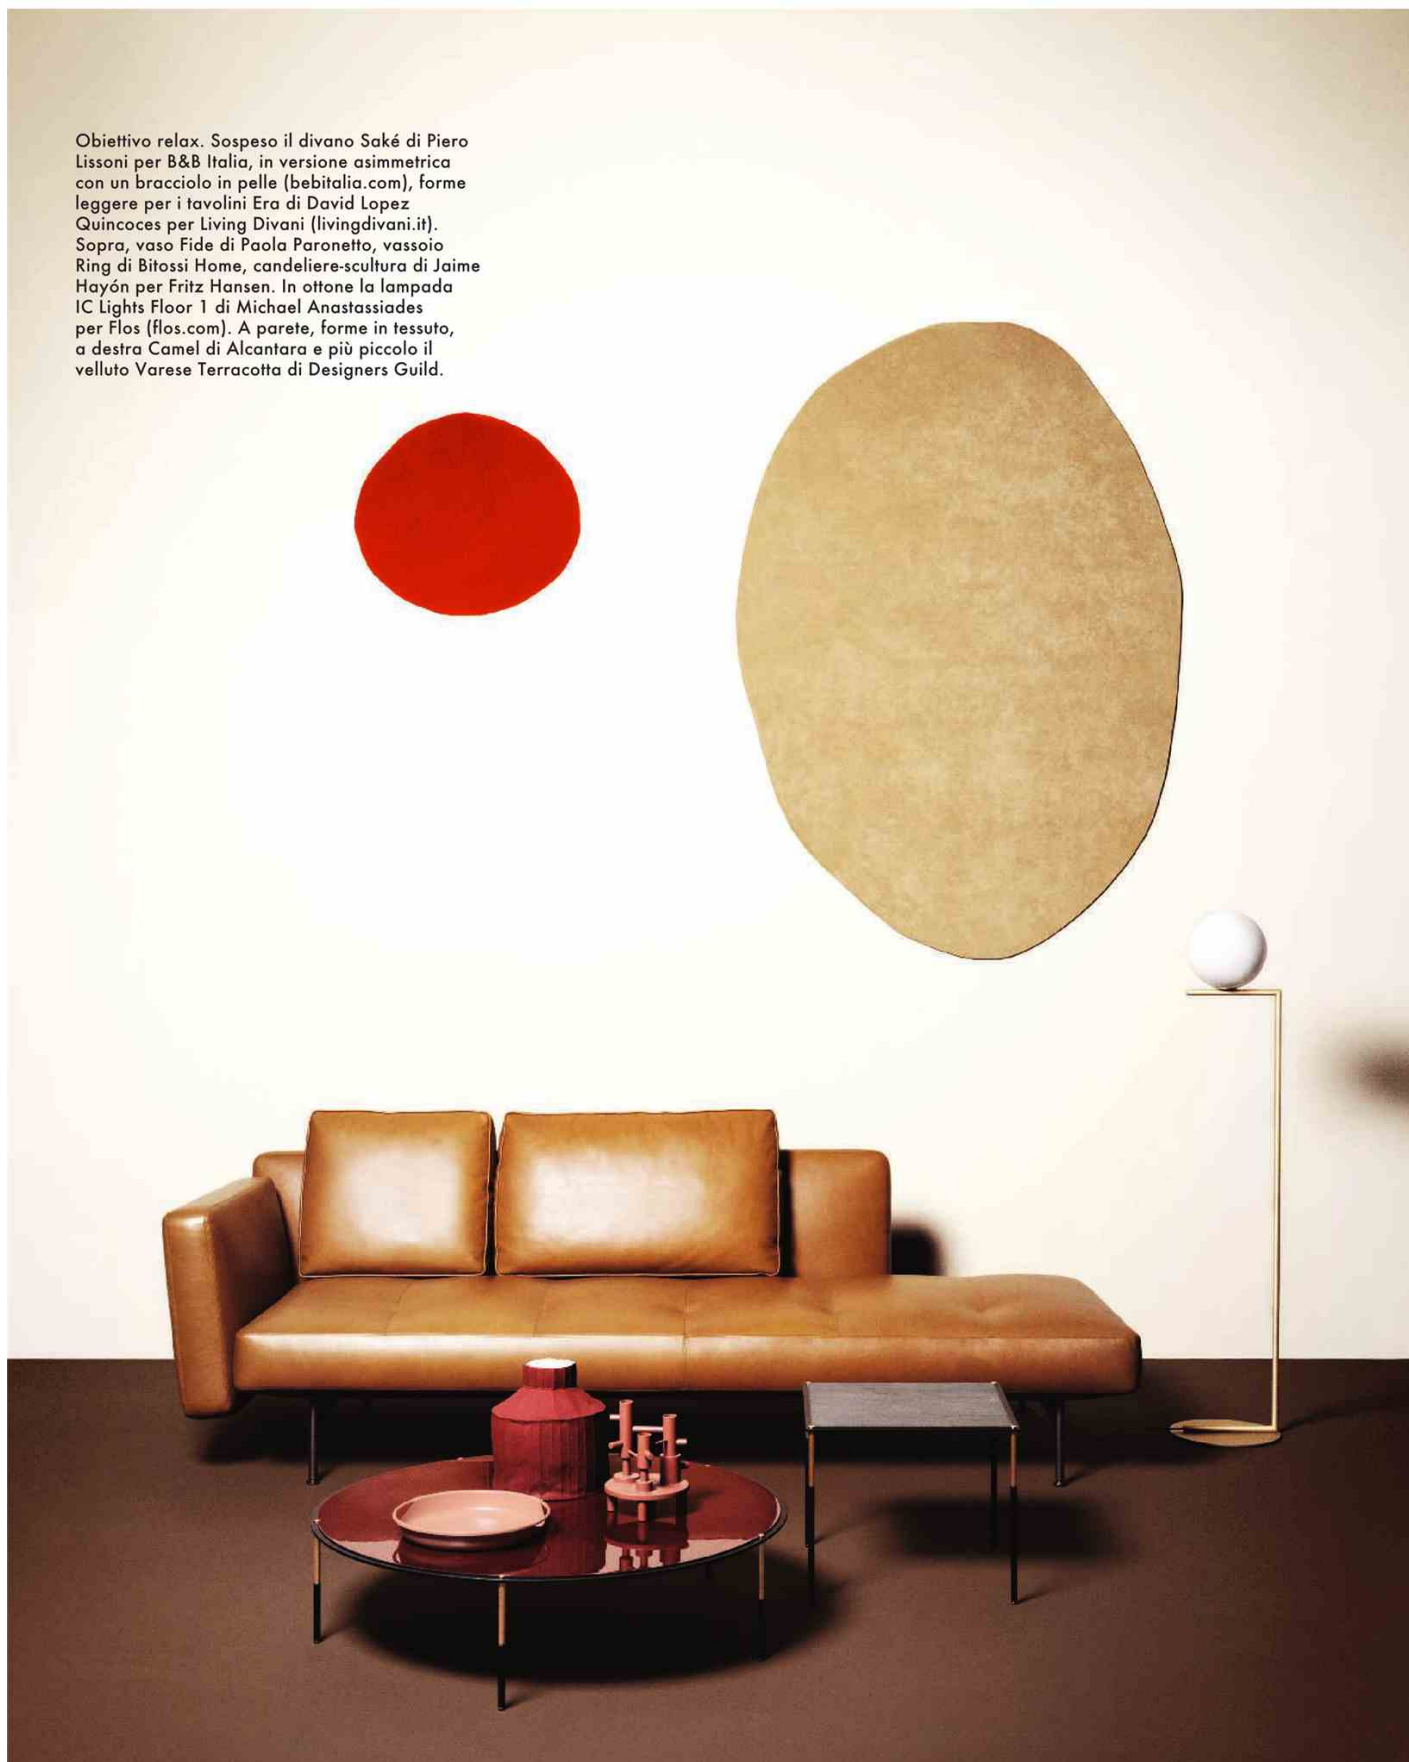 Obiettivo relax. Sospeso il divano Saké di Piero
Lissoni per B&B Italia, in versione asimmetrica
con un bracciolo in pelle (bebitalia.com), forme
leggere per i tavolini Era di David Lopez
Quincoces per Living Divani (livingdivani.it).
Sopra, vaso Fide di Paola Paronetto, vassoio
Ring di Bitossi Home, candeliere-scultura di Jaime
Hayón per Fritz Hansen. In ottone la lampada
IC Lights Floor 1 di Michael Anastassiades
per Flos (flos.com). A parete, forme in tessuto,
a destra Camel di Alcantara e più piccolo il
velluto Varese Terracotta di Designers Guild.